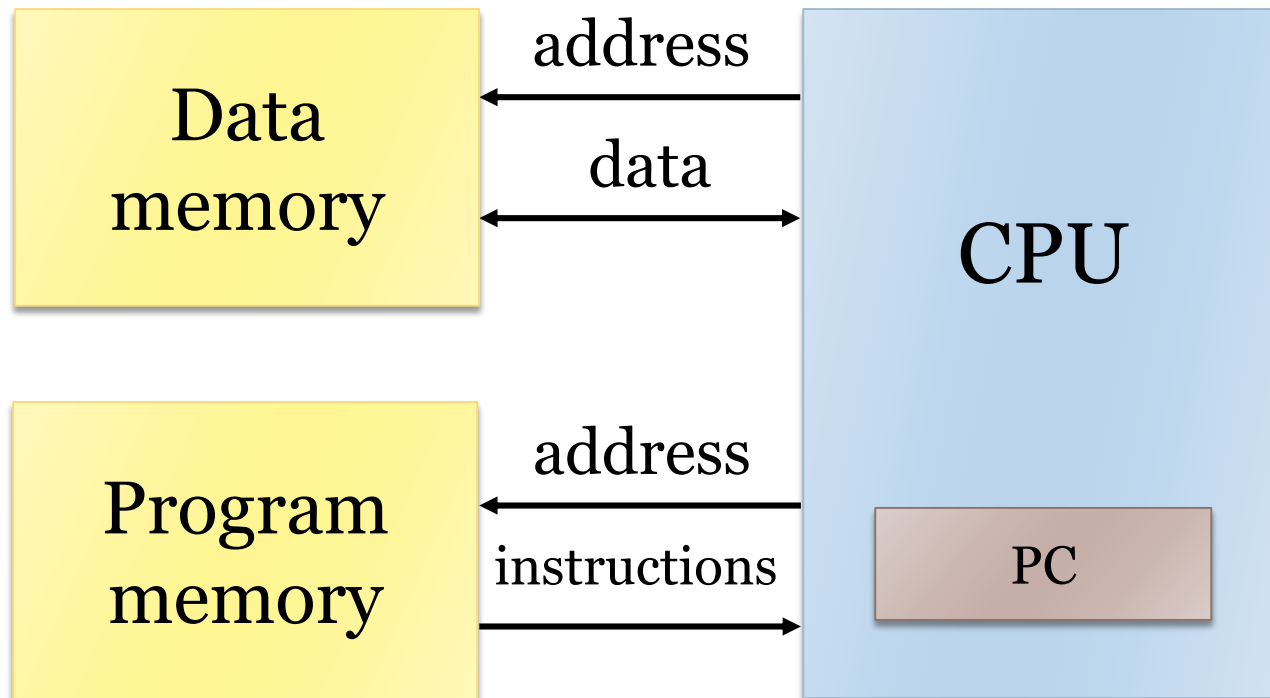 Data
memory
address
data
CPU
Program
memory
address
instructions
PC